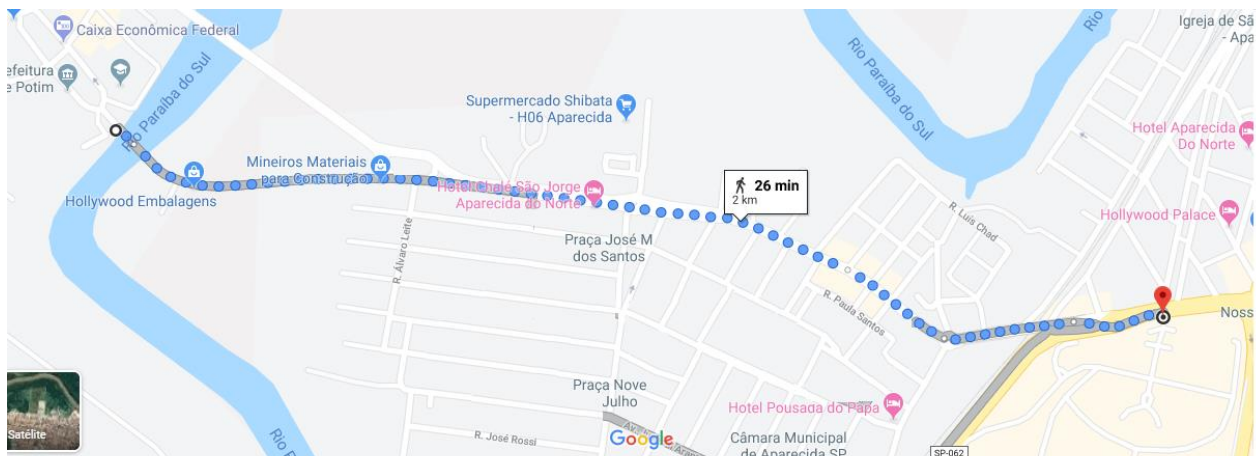 Caixa Econômica Federal
efeitura
e Potim
Rio Paraíba do Sul
Supermercado Shibata
- H06 Aparecida
Rio Paraíba do Sul
Rio
Igreja de Sã
- Apa
Hotel Aparecida
Do Norte
Mineiros Materiais
para Construção
Hollywood Embalagens
Hotel Chalé São Jorge
Aparecida do Norte
26 min
2 km
R. Luis Chad
Hollywood Palace
Praça José M
dos Santos
R. Álvaro Leite
R. Paula Santos
Noss
Praça Nove
Julho
Hotel Pousada do Papa
Satélite
Rio P
R. José Rossi
Google
Câmara Municipal
de Aparecida SP
SP-062